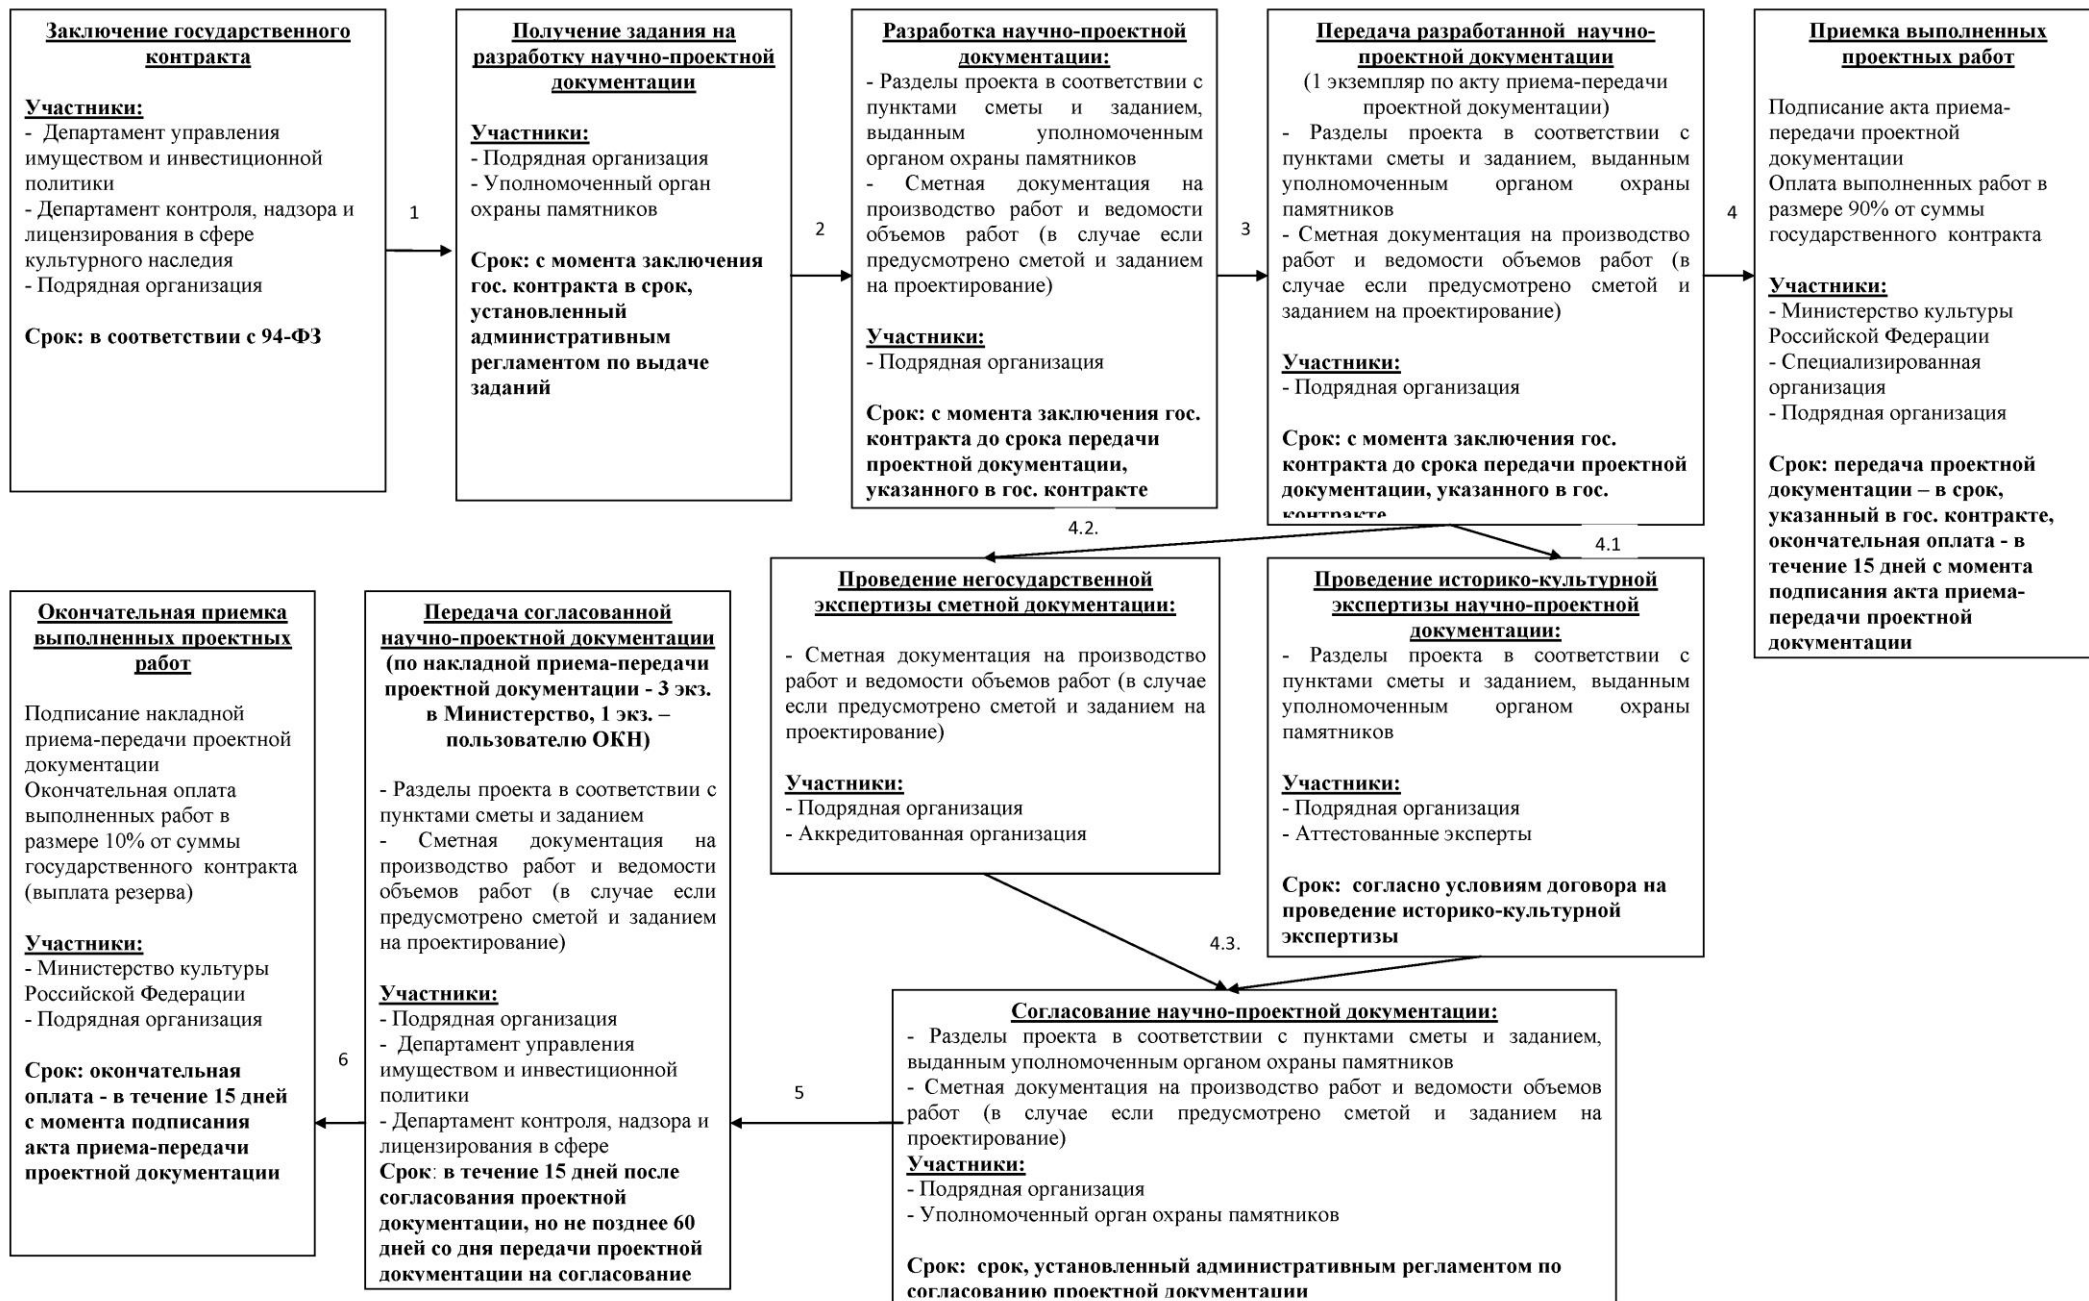 Заключение государственного
контракта
Участники:
- Департамент управления
имуществом и инвестиционной
политики
- Департамент контроля, надзора и
лицензирования в сфере
культурного наследия
- Подрядная организация
Срок: в соответствии с 94-ФЗ
1
Получение задания на
разработку научно-проектной
документации
Участники:
- Подрядная организация
- Уполномоченный орган
охраны памятников
Срок: с момента заключения
гос. контракта в срок,
установленный
административным
регламентом по выдаче
заданий
2
Разработка научно-проектной
документации:
- Разделы проекта в соответствии с
пунктами сметы и заданием,
выданным уполномоченным
органом охраны памятников
- Сметная документация на
производство работ и ведомости
объемов работ (в случае если
предусмотрено сметой и заданием
на проектирование)
Участники:
- Подрядная организация
Срок: с момента заключения гос.
контракта до срока передачи
проектной документации,
указанного в гос. контракте
3
Передача разработанной научно-
проектной документации
(1 экземпляр по акту приема-передачи
проектной документации)
- Разделы проекта в соответствии с
пунктами сметы и заданием, выданным
уполномоченным органом охраны
памятников
- Сметная документация на производство
работ и ведомости объемов работ (в
случае если предусмотрено сметой и
заданием на проектирование)
Участники:
- Подрядная организация
Срок: с момента заключения гос.
контракта до срока передачи проектной
документации, указанного в гос.
контракте
4
Приемка выполненных
проектных работ
Подписание акта приема-
передачи проектной
документации
Оплата выполненных работ в
размере 90% от суммы
государственного контракта
Участники:
- Министерство культуры
Российской Федерации
- Специализированная
организация
- Подрядная организация
Срок: передача проектной
документации – в срок,
указанный в гос. контракте,
окончательная оплата - в
течение 15 дней с момента
подписания акта приема-
передачи проектной
документации
4.2.
4.1
Проведение негосударственной
экспертизы сметной документации:
- Сметная документация на производство
работ и ведомости объемов работ (в случае
если предусмотрено сметой и заданием на
проектирование)
Участники:
- Подрядная организация
- Аккредитованная организация
Проведение историко-культурной
экспертизы научно-проектной
документации:
- Разделы проекта в соответствии с
пунктами сметы и заданием, выданным
уполномоченным органом охраны
памятников
Участники:
- Подрядная организация
- Аттестованные эксперты
Срок: согласно условиям договора на
проведение историко-культурной
экспертизы
4.3.
Согласование научно-проектной документации:
- Разделы проекта в соответствии с пунктами сметы и заданием,
выданным уполномоченным органом охраны памятников
- Сметная документация на производство работ и ведомости объемов
работ (в случае если предусмотрено сметой и заданием на
проектирование)
Участники:
- Подрядная организация
- Уполномоченный орган охраны памятников
Срок: срок, установленный административным регламентом по
согласованию проектной документации
5
Передача согласованной
научно-проектной документации
(по накладной приема-передачи
проектной документации - 3 экз.
в Министерство, 1 экз. –
пользователю ОКН)
- Разделы проекта в соответствии с
пунктами сметы и заданием
- Сметная документация на
производство работ и ведомости
объемов работ (в случае если
предусмотрено сметой и заданием
на проектирование)
Участники:
- Подрядная организация
- Департамент управления
имуществом и инвестиционной
политики
- Департамент контроля, надзора и
лицензирования в сфере
Срок: в течение 15 дней после
согласования проектной
документации, но не позднее 60
дней со дня передачи проектной
документации на согласование
6
Окончательная приемка
выполненных проектных
работ
Подписание накладной
приема-передачи проектной
документации
Окончательная оплата
выполненных работ в
размере 10% от суммы
государственного контракта
(выплата резерва)
Участники:
- Министерство культуры
Российской Федерации
- Подрядная организация
Срок: окончательная
оплата - в течение 15 дней
с момента подписания
акта приема-передачи
проектной документации